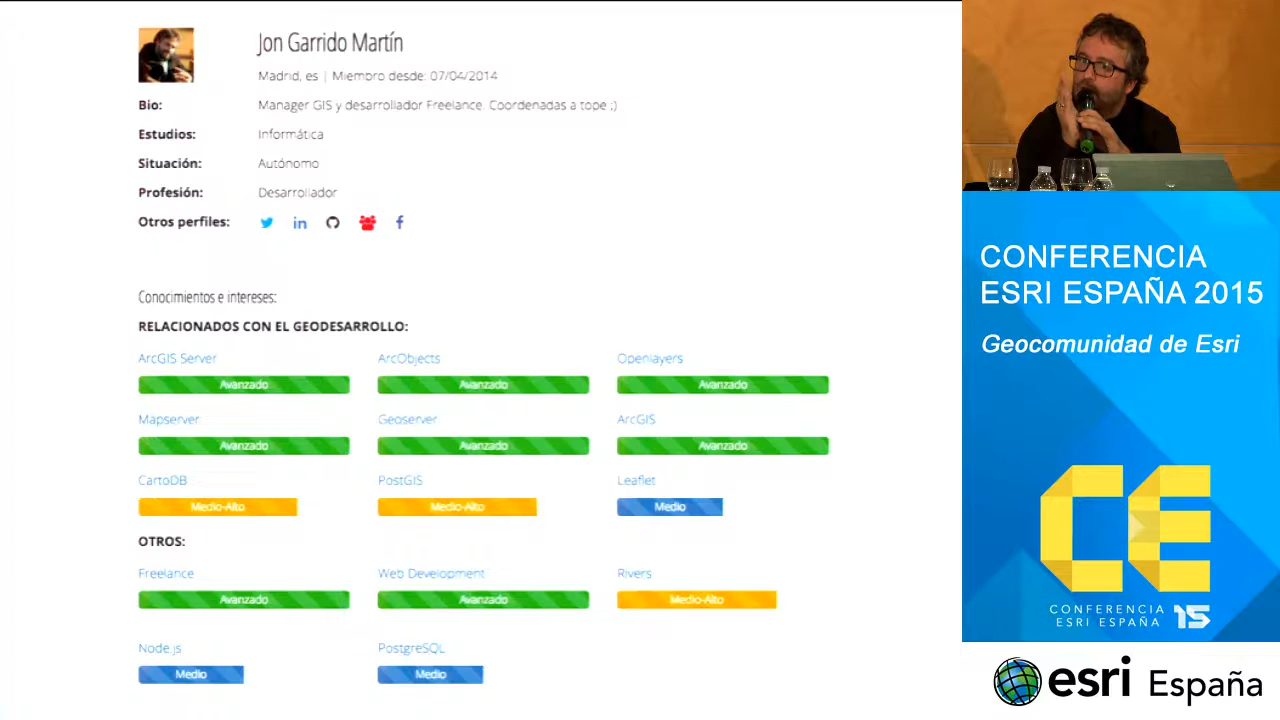 Jon Garrido Martín
Madrid, es | Miembro desde: 07/04/2014
Bio: Manager GIS y desarrollador Freelance. Coordenadas a tope ;)
Estudios: Informática
Situación: Autónomo
Profesión: Desarrollador
Otros perfiles:
Conocimientos e intereses:
RELACIONADOS CON EL GEODESARROLLO:
ArcGIS Server ArcObjects Openlayers
Avanzado Avanzado Avanzado
Mapserver Geoserver ArcGIS
Avanzado Avanzado Avanzado
CartoDB PostGIS Leaflet
Medio-Alto Medio-Alto Medio
OTROS:
Freelance Web Development Rivers
Avanzado Avanzado Medio-Alto
Node.js PostgreSQL
Medio Medio
CONFERENCIA
ESRI ESPAÑA 2015
Geocomunidad de Esri
CE
CONFERENCIA
ESRI ESPAÑA 15
esri España